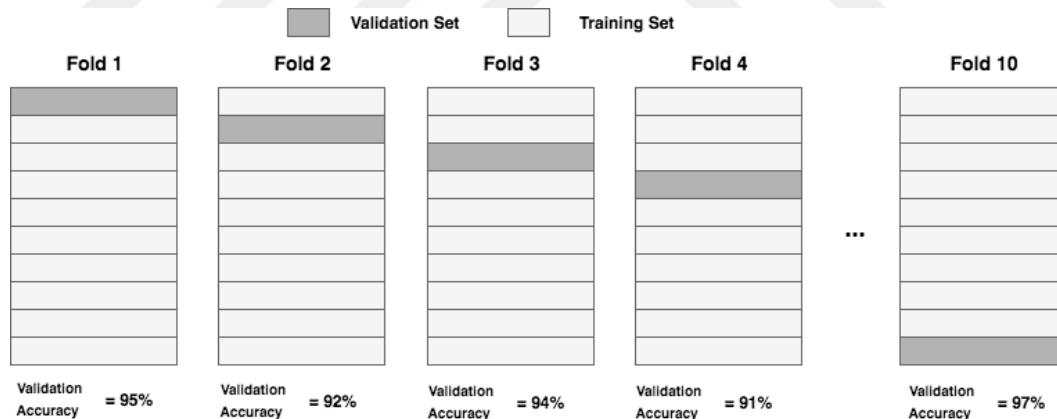 Validation Set Training Set
Fold 1 Fold 2 Fold 3 Fold 4 Fold 10
...
Validation Accuracy = 95%
Validation Accuracy = 92%
Validation Accuracy = 94%
Validation Accuracy = 91%
Validation Accuracy = 97%